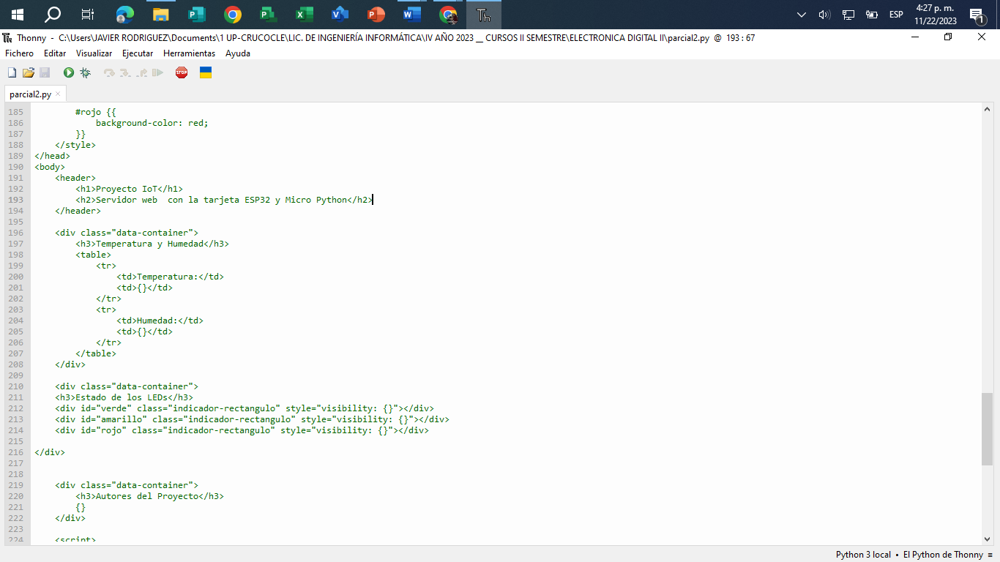 ESP
4:27 p. m.
11/22/2023
1
Thonny - C:\Users\JAVIER RODRIGUEZ\Documents\1 UP-CRUCOCLE\LIC. DE INGENIERÍA INFORMÁTICA\IV AÑO 2023 __ CURSOS II SEMESTRE\ELECTRONICA DIGITAL II\parcial2.py @ 193 : 67
Fichero Editar Visualizar Ejecutar Herramientas Ayuda
STOP
parcial2.py ×
185 #rojo {{
186 background-color: red;
187 }}
188 </style>
189 </head>
190 <body>
191 <header>
192 <h1>Proyecto IoT</h1>
193 <h2>Servidor web  con la tarjeta ESP32 y Micro Python</h2>
194 </header>
195
196 <div class="data-container">
197 <h3>Temperatura y Humedad</h3>
198 <table>
199 <tr>
200 <td>Temperatura:</td>
201 <td>{}</td>
202 </tr>
203 <tr>
204 <td>Humedad:</td>
205 <td>{}</td>
206 </tr>
207 </table>
208 </div>
209
210 <div class="data-container">
211 <h3>Estado de los LEDs</h3>
212 <div id="verde" class="indicador-rectangulo" style="visibility: {}"></div>
213 <div id="amarillo" class="indicador-rectangulo" style="visibility: {}"></div>
214 <div id="rojo" class="indicador-rectangulo" style="visibility: {}"></div>
215
216 </div>
217
218
219 <div class="data-container">
220 <h3>Autores del Proyecto</h3>
221 {}
222 </div>
223
224 <script>
Python 3 local • El Python de Thonny ≡